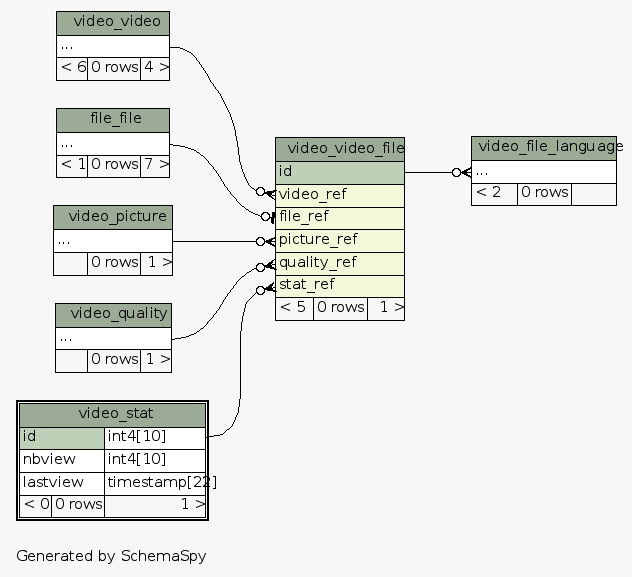 video_video
...
< 6 0 rows 4 >
file_file
...
< 1 0 rows 7 >
video_picture
...
0 rows 1 >
video_quality
...
0 rows 1 >
video_stat
id int4[10]
nbview int4[10]
lastview timestamp[22]
< 0 0 rows 1 >
video_video_file
id
video_ref
file_ref
picture_ref
quality_ref
stat_ref
< 5 0 rows 1 >
video_file_language
...
< 2 0 rows
Generated by SchemaSpy